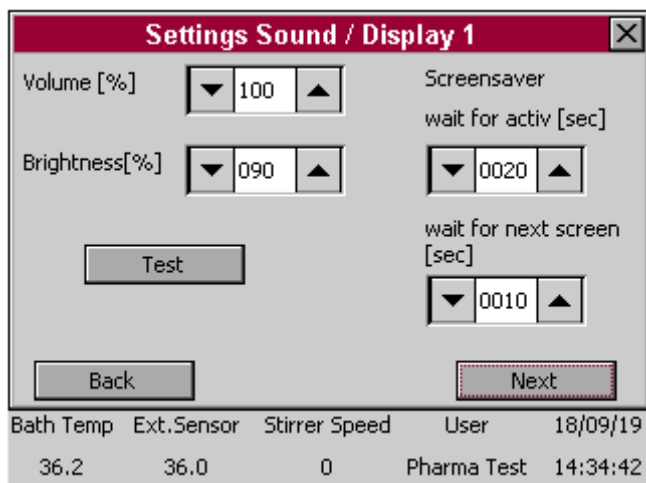 Settings Sound / Display 1
Volume [%]
100
Brightness[%]
090
Test
Screensaver
wait for activ [sec]
0020
wait for next screen
[sec]
0010
Back
Next
Bath Temp Ext.Sensor Stirrer Speed User 18/09/19
36.2 36.0 0 Pharma Test 14:34:42